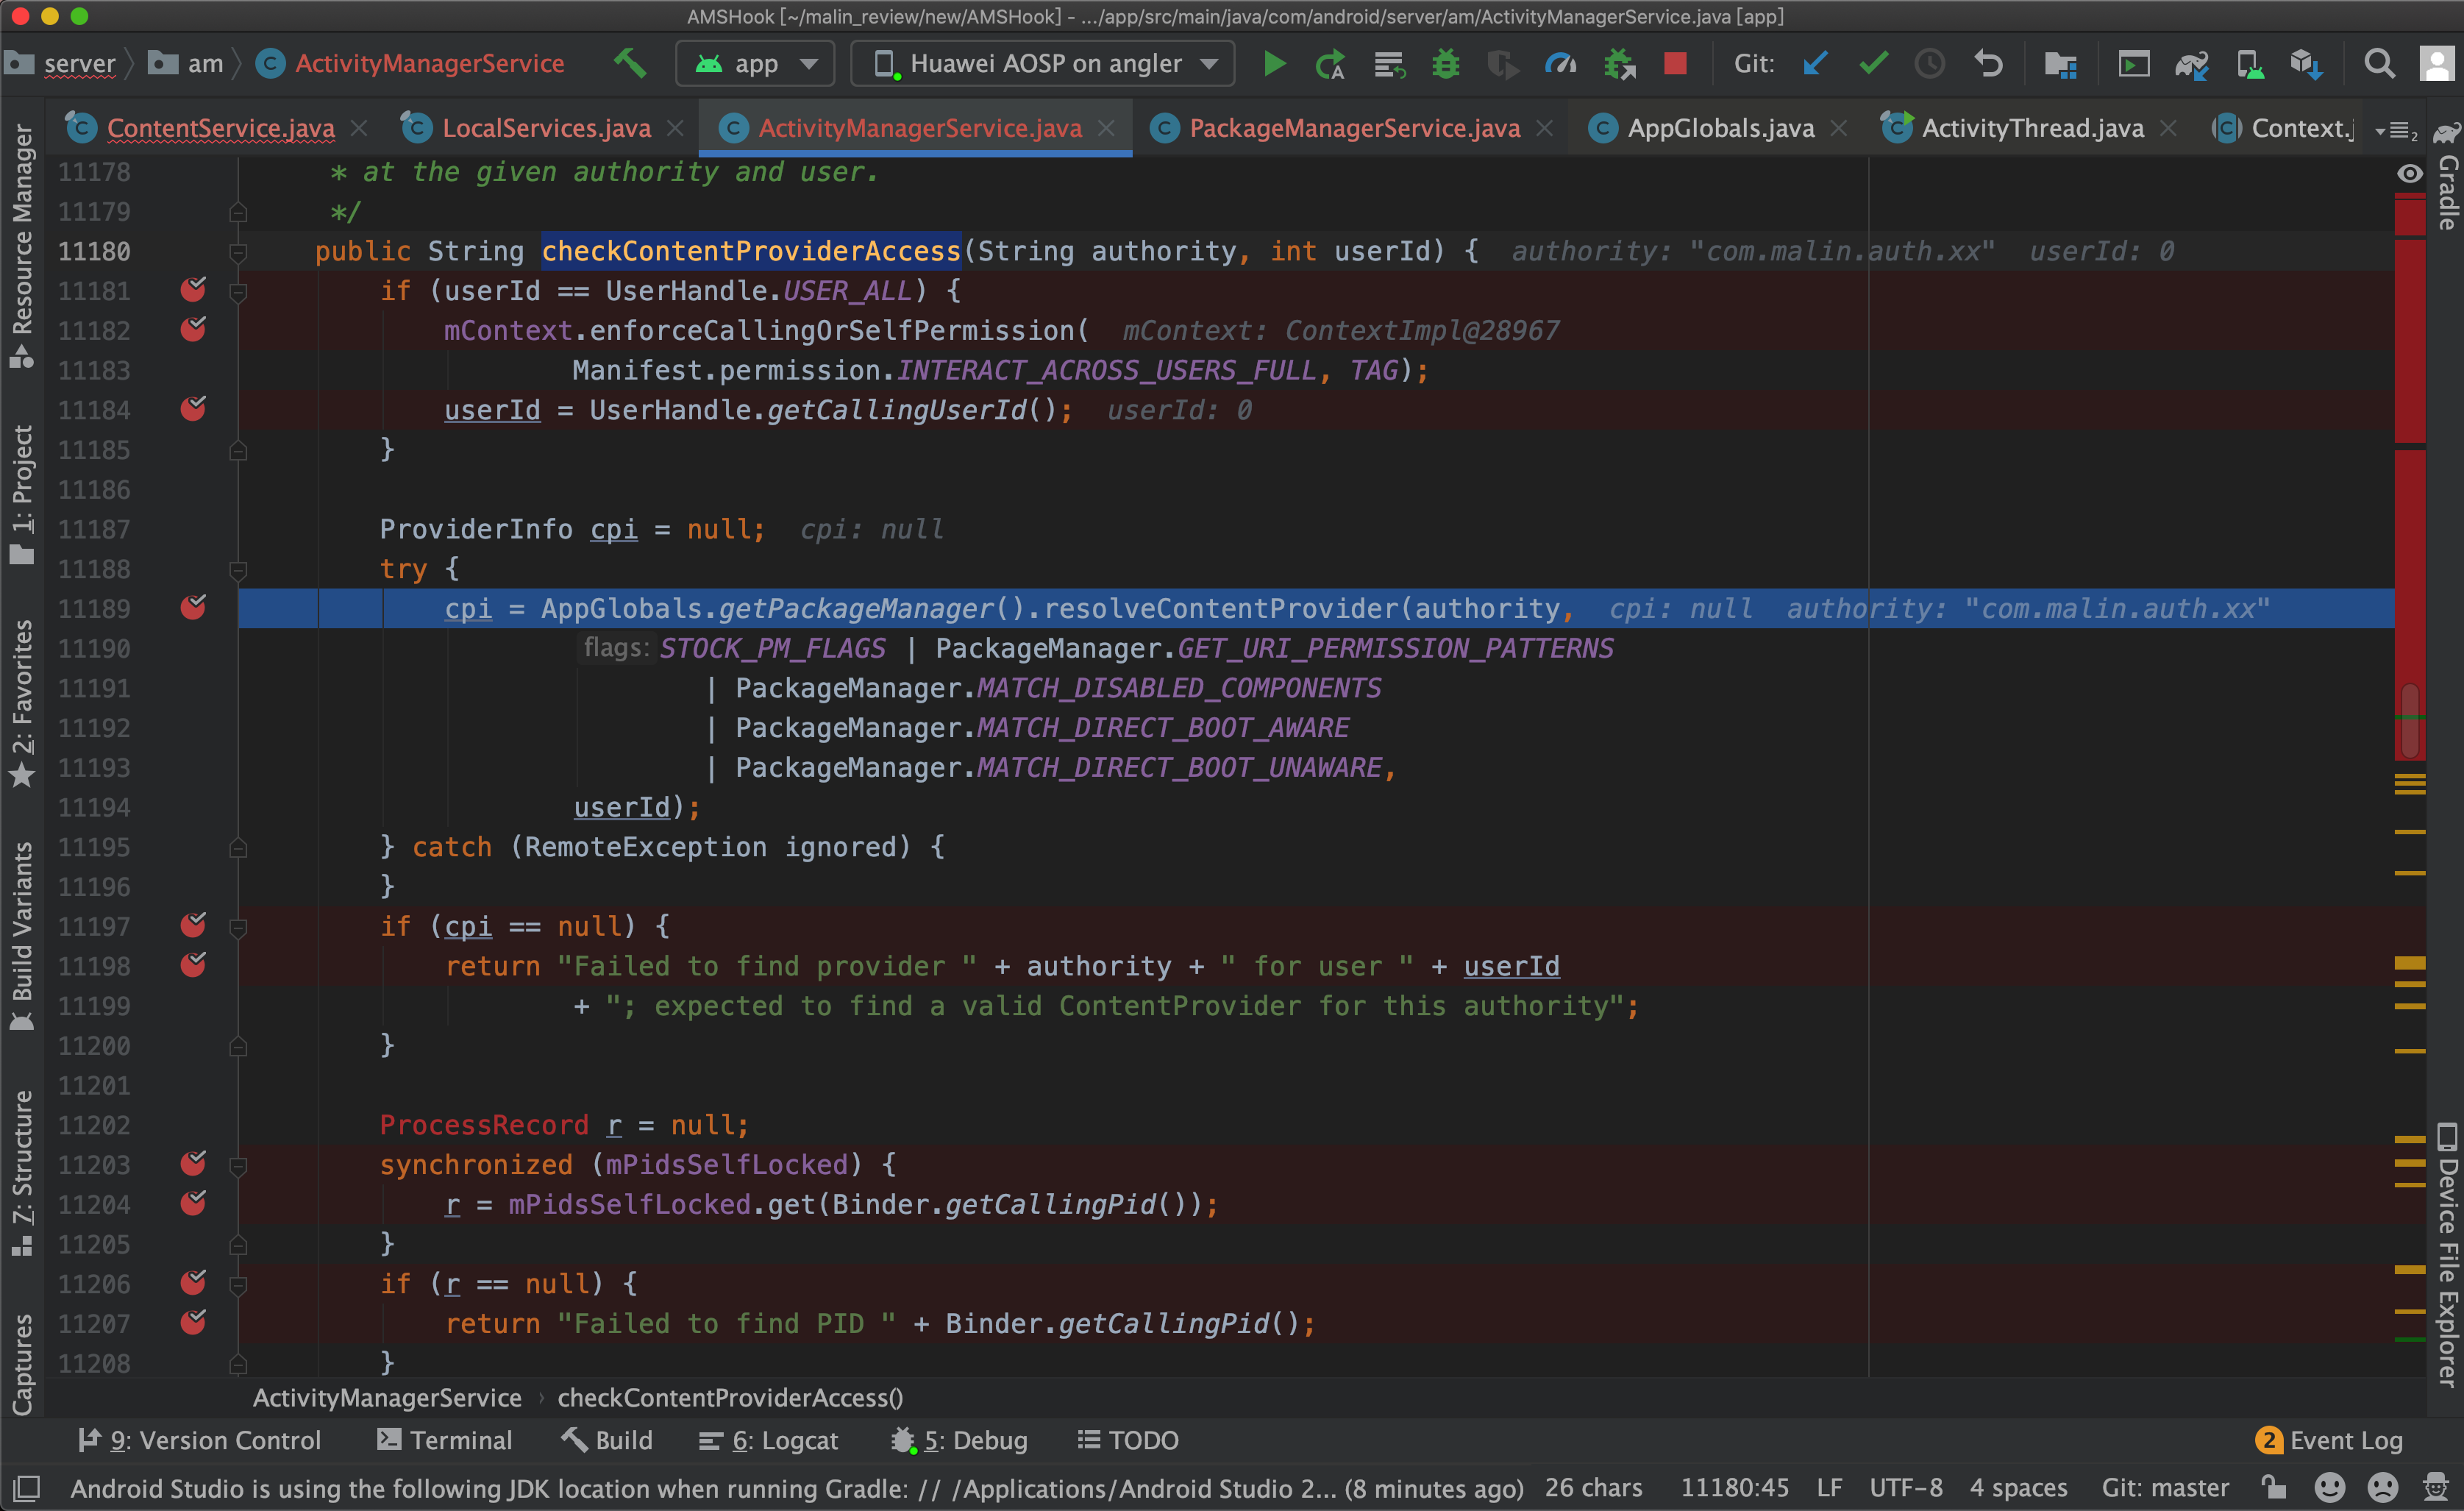 AMSHook [~/malin_review/new/AMSHook] - .../app/src/main/java/com/android/server/am/ActivityManagerService.java [app]
server am ActivityManagerService app Huawei AOSP on angler Git:
ContentService.java LocalServices.java ActivityManagerService.java PackageManagerService.java AppGlobals.java ActivityThread.java Context.j
11178 * at the given authority and user.
11179 */
11180 public String checkContentProviderAccess(String authority, int userId) { authority: "com.malin.auth.xx" userId: 0
11181 if (userId == UserHandle.USER_ALL) {
11182 mContext.enforceCallingOrSelfPermission( mContext: ContextImpl@28967
11183 Manifest.permission.INTERACT_ACROSS_USERS_FULL, TAG);
11184 userId = UserHandle.getCallingUserId(); userId: 0
11185 }
11186
11187 ProviderInfo cpi = null; cpi: null
11188 try {
11189 cpi = AppGlobals.getPackageManager().resolveContentProvider(authority, cpi: null authority: "com.malin.auth.xx"
11190 flags: STOCK_PM_FLAGS | PackageManager.GET_URI_PERMISSION_PATTERNS
11191 | PackageManager.MATCH_DISABLED_COMPONENTS
11192 | PackageManager.MATCH_DIRECT_BOOT_AWARE
11193 | PackageManager.MATCH_DIRECT_BOOT_UNAWARE,
11194 userId);
11195 } catch (RemoteException ignored) {
11196 }
11197 if (cpi == null) {
11198 return "Failed to find provider " + authority + " for user " + userId
11199 + "; expected to find a valid ContentProvider for this authority";
11200 }
11201
11202 ProcessRecord r = null;
11203 synchronized (mPidsSelfLocked) {
11204 r = mPidsSelfLocked.get(Binder.getCallingPid());
11205 }
11206 if (r == null) {
11207 return "Failed to find PID " + Binder.getCallingPid();
11208 }
ActivityManagerService › checkContentProviderAccess()
Resource Manager
1: Project
2: Favorites
Build Variants
7: Structure
Captures
Gradle
Device File Explorer
9: Version Control Terminal Build 6: Logcat 5: Debug TODO 2 Event Log
Android Studio is using the following JDK location when running Gradle: // /Applications/Android Studio 2... (8 minutes ago) 26 chars 11180:45 LF UTF-8 4 spaces Git: master